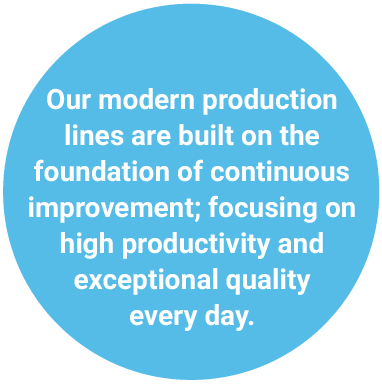 Our modern production
lines are built on the
foundation of continuous
improvement; focusing on
high productivity and
exceptional quality
every day.